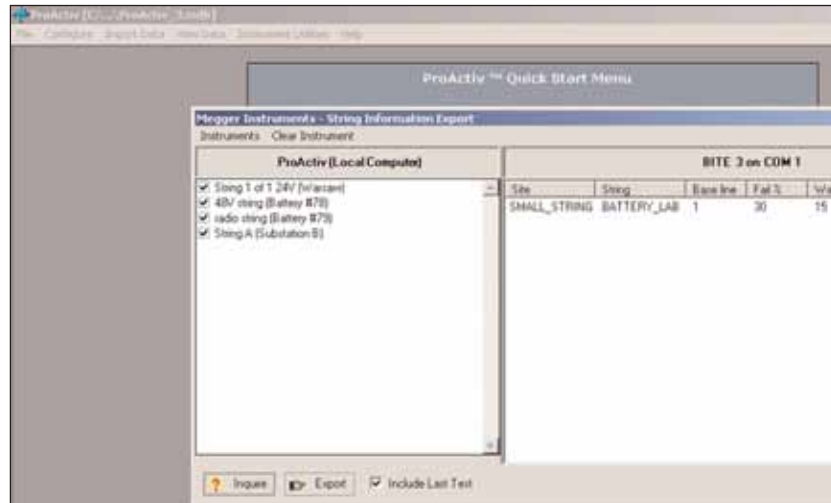 ProActiv [C:/.../ProActiv_3.mdb]
File Configure Import Data View Data Instrument Utilities Help
ProActiv ™ Quick Start Menu
Megger Instruments - String Information Export
Instruments Clear Instrument
ProActiv (Local Computer)
String 1 of 1 24V (Warsaw)
48V string (Battery #78)
radio string (Battery #79)
String A (Substation B)
BITE 3 on COM 1
Site String Base line Fail % Wa
SMALL_STRING BATTERY_LAB 1 30 15
? Inquire Export Include Last Test